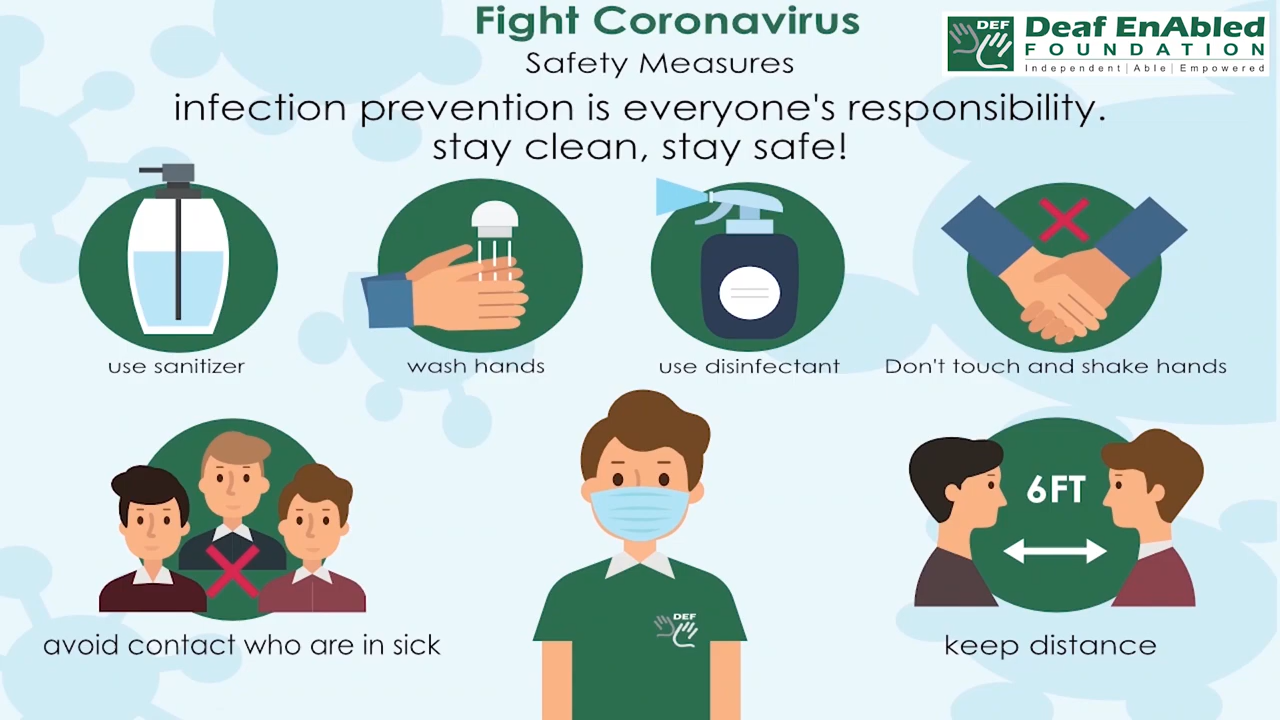 Fight Coronavirus
Safety Measures
DEF
Deaf EnAbled
FOUNDATION
Independent | Able | Empowered
infection prevention is everyone's responsibility.
stay clean, stay safe!
use sanitizer
wash hands
use disinfectant
Don't touch and shake hands
6FT
DEF
avoid contact who are in sick
keep distance